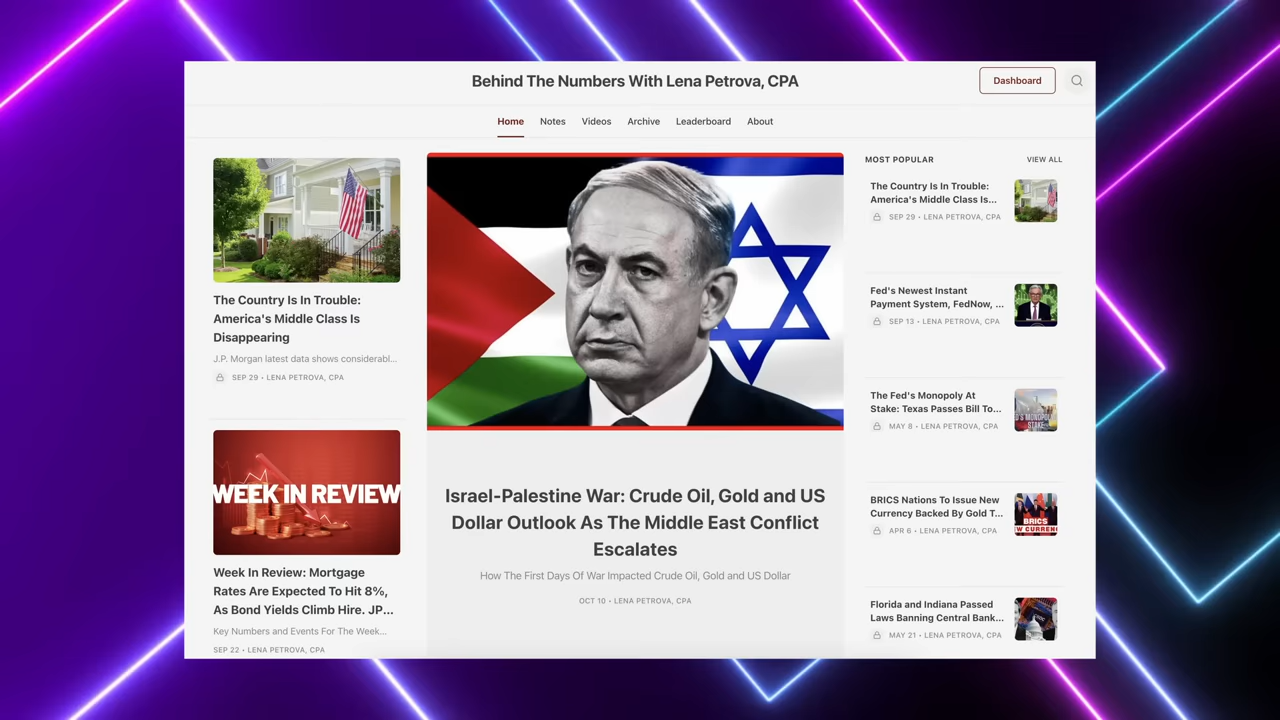 Behind The Numbers With Lena Petrova, CPA
Dashboard
Home
Notes
Videos
Archive
Leaderboard
About
The Country Is In Trouble:
America's Middle Class Is
Disappearing
J.P. Morgan latest data shows considerabl...
SEP 29 • LENA PETROVA, CPA
WEEK IN REVIEW
Week In Review: Mortgage
Rates Are Expected To Hit 8%,
As Bond Yields Climb Hire. JP...
Key Numbers and Events For The Week...
SEP 22 • LENA PETROVA, CPA
Israel-Palestine War: Crude Oil, Gold and US
Dollar Outlook As The Middle East Conflict
Escalates
How The First Days Of War Impacted Crude Oil, Gold and US Dollar
OCT 10 • LENA PETROVA, CPA
MOST POPULAR
VIEW ALL
The Country Is In Trouble:
America's Middle Class Is...
SEP 29 • LENA PETROVA, CPA
Fed's Newest Instant
Payment System, FedNow, ...
SEP 13 • LENA PETROVA, CPA
The Fed's Monopoly At
Stake: Texas Passes Bill To...
MAY 8 • LENA PETROVA, CPA
D'S MONOPOL
STAKE
BRICS Nations To Issue New
Currency Backed By Gold T...
APR 6 • LENA PETROVA, CPA
BRICS
W CURREN
Florida and Indiana Passed
Laws Banning Central Bank...
MAY 21 • LENA PETROVA, CPA